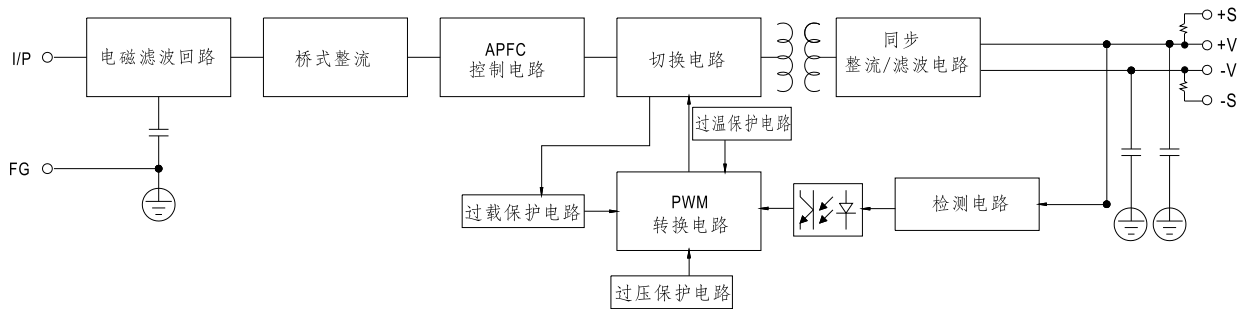 I/P
电磁滤波回路
桥式整流
APFC
控制电路
切换电路
同步
整流/滤波电路
+S
+V
-V
-S
过温保护电路
FG
过载保护电路
PWM
转换电路
检测电路
过压保护电路